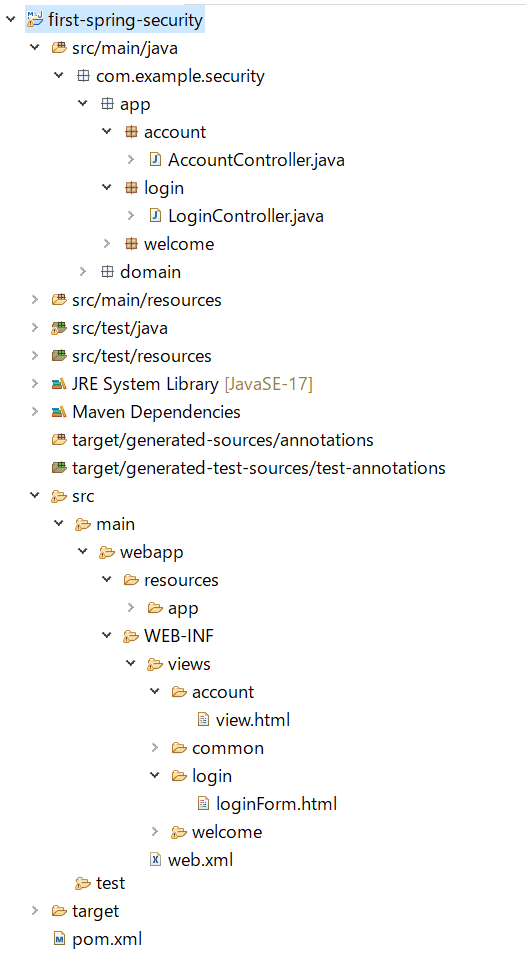 first-spring-security
src/main/java
com.example.security
app
account
AccountController.java
login
LoginController.java
welcome
domain
src/main/resources
src/test/java
src/test/resources
JRE System Library [JavaSE-17]
Maven Dependencies
target/generated-sources/annotations
target/generated-test-sources/test-annotations
src
main
webapp
resources
app
WEB-INF
views
account
view.html
common
login
loginForm.html
welcome
web.xml
test
target
pom.xml